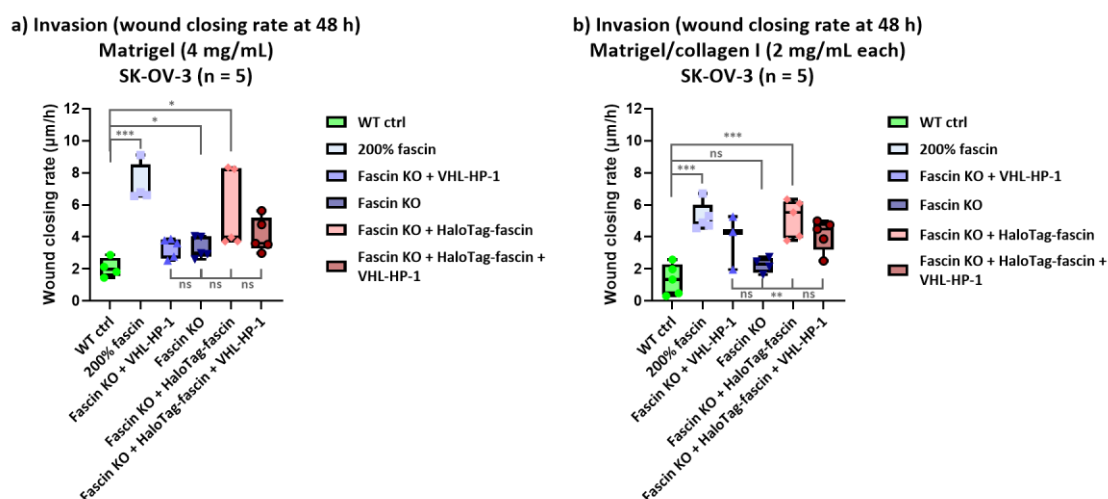 a) Invasion (wound closing rate at 48 h)
Matrigel (4 mg/mL)
SK-OV-3 (n = 5)
Wound closing rate (µm/h)
12
10
8
6
4
2
0
*
*
***
ns
ns
ns
WT ctrl
200% fascin
Fascin KO + VHL-HP-1
Fascin KO
Fascin KO + HaloTag-fascin
Fascin KO + HaloTag-fascin + VHL-HP-1
WT ctrl
200% fascin
Fascin KO + VHL-HP-1
Fascin KO
Fascin KO + HaloTag-fascin
Fascin KO + HaloTag-fascin +
VHL-HP-1
b) Invasion (wound closing rate at 48 h)
Matrigel/collagen I (2 mg/mL each)
SK-OV-3 (n = 5)
Wound closing rate (µm/h)
12
10
8
6
4
2
0
***
ns
***
ns
**
ns
WT ctrl
200% fascin
Fascin KO + VHL-HP-1
Fascin KO
Fascin KO + HaloTag-fascin
Fascin KO + HaloTag-fascin + VHL-HP-1
WT ctrl
200% fascin
Fascin KO + VHL-HP-1
Fascin KO
Fascin KO + HaloTag-fascin
Fascin KO + HaloTag-fascin +
VHL-HP-1